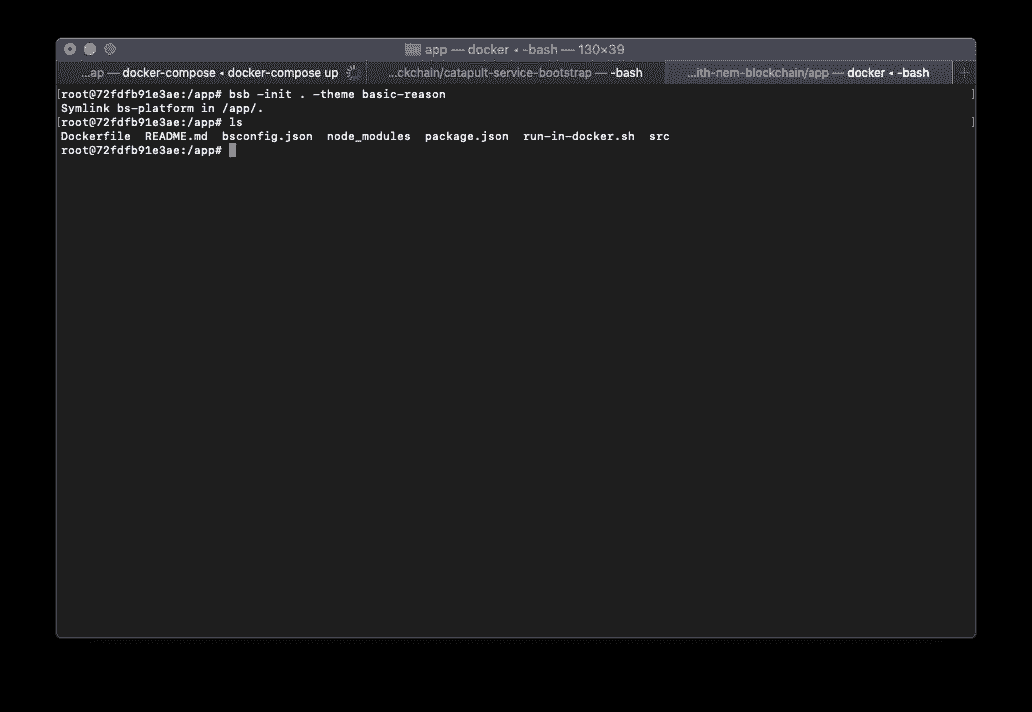 app — docker ◂ -bash — 130×39
...ap — docker-compose ◂ docker-compose up ...ckchain/catapult-service-bootstrap — -bash ...ith-nem-blockchain/app — docker ◂ -bash +
[root@72fdfb91e3ae:/app# bsb -init . -theme basic-reason ]
Symlink bs-platform in /app/.
[root@72fdfb91e3ae:/app# ls ]
Dockerfile README.md bsconfig.json node_modules package.json run-in-docker.sh src
root@72fdfb91e3ae:/app#